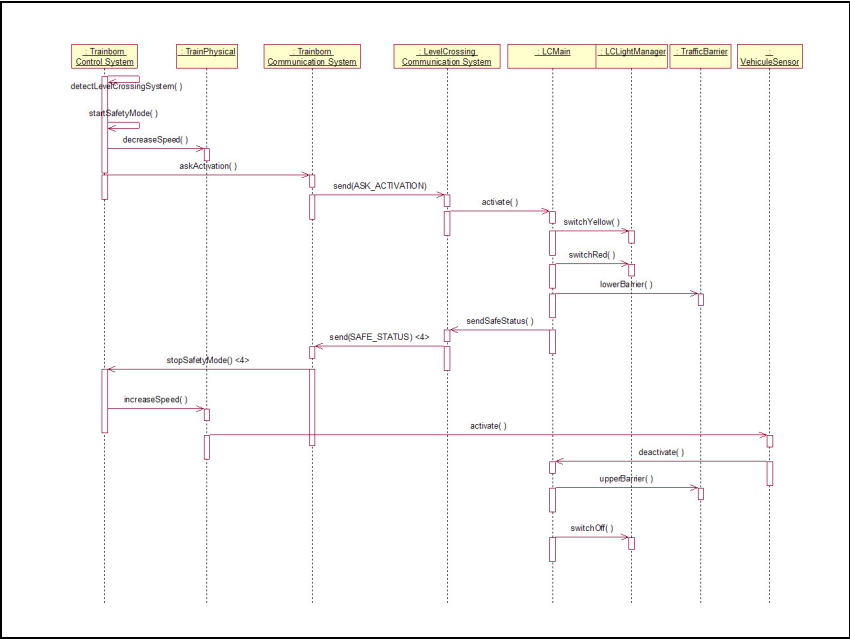 : Trainborn
Control System
: TrainPhysical
: Trainborn
Communication System
: LevelCrossing
Communication System
: LCMain
: LCLightManager
: TrafficBarrier
:
VehiculeSensor
detectLevelCrossingSystem( )
startSafetyMode( )
decreaseSpeed( )
askActivation( )
send(ASK_ACTIVATION)
activate( )
switchYellow( )
switchRed( )
lowerBarrier( )
sendSafeStatus( )
send(SAFE_STATUS) <4>
stopSafetyMode() <4>
increaseSpeed( )
activate( )
deactivate( )
upperBarrier( )
switchOff( )